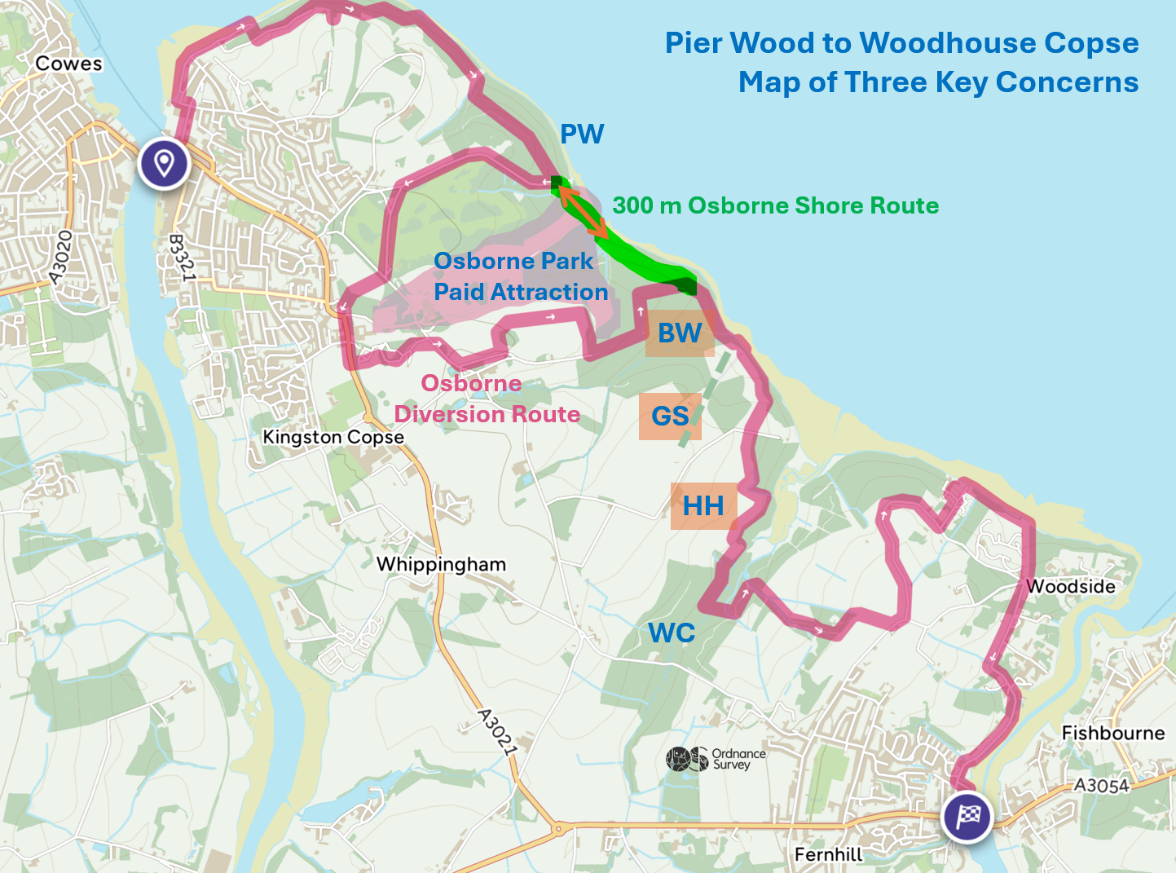 Pier Wood to Woodhouse Copse
Map of Three Key Concerns
Cowes
PW
300 m Osborne Shore Route
A3020
B3321
Osborne Park
Paid Attraction
BW
Osborne
Diversion Route
GS
Kingston Copse
HH
Whippingham
Woodside
WC
A3021
Ordnance
Survey
Fishbourne
A3054
Fernhill